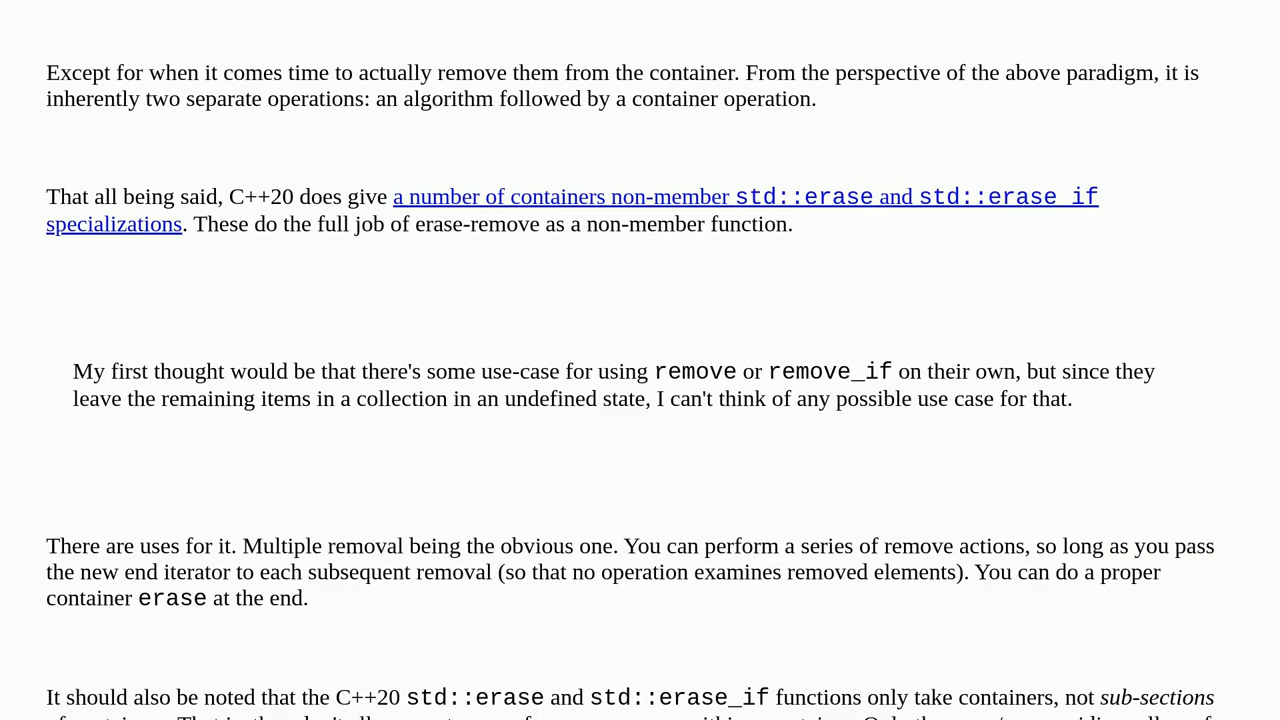 Except for when it comes time to actually remove them from the container. From the perspective of the above paradigm, it is
inherently two separate operations: an algorithm followed by a container operation.
That all being said, C++20 does give a number of containers non-member std::erase and std::erase_if
specializations. These do the full job of erase-remove as a non-member function.
My first thought would be that there's some use-case for using remove or remove_if on their own, but since they
leave the remaining items in a collection in an undefined state, I can't think of any possible use case for that.
There are uses for it. Multiple removal being the obvious one. You can perform a series of remove actions, so long as you pass
the new end iterator to each subsequent removal (so that no operation examines removed elements). You can do a proper
container erase at the end.
It should also be noted that the C++20 std::erase and std::erase_if functions only take containers, not sub-sections